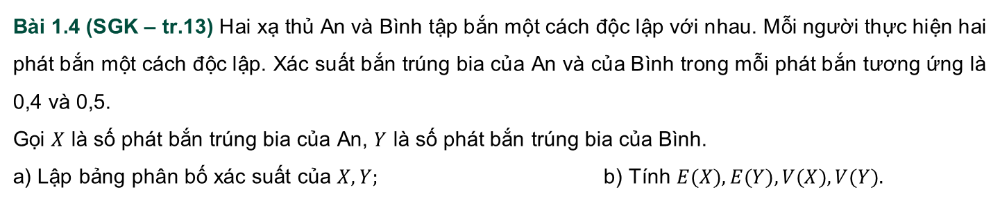 Bài 1.4 (SGK – tr.13) Hai xạ thủ An và Bình tập bắn một cách độc lập với nhau. Mỗi người thực hiện hai
phát bắn một cách độc lập. Xác suất bắn trúng bia của An và của Bình trong mỗi phát bắn tương ứng là
0,4 và 0,5.
Gọi X là số phát bắn trúng bia của An, Y là số phát bắn trúng bia của Bình.
a) Lập bảng phân bố xác suất của X, Y; b) Tính E(X), E(Y), V(X), V(Y).